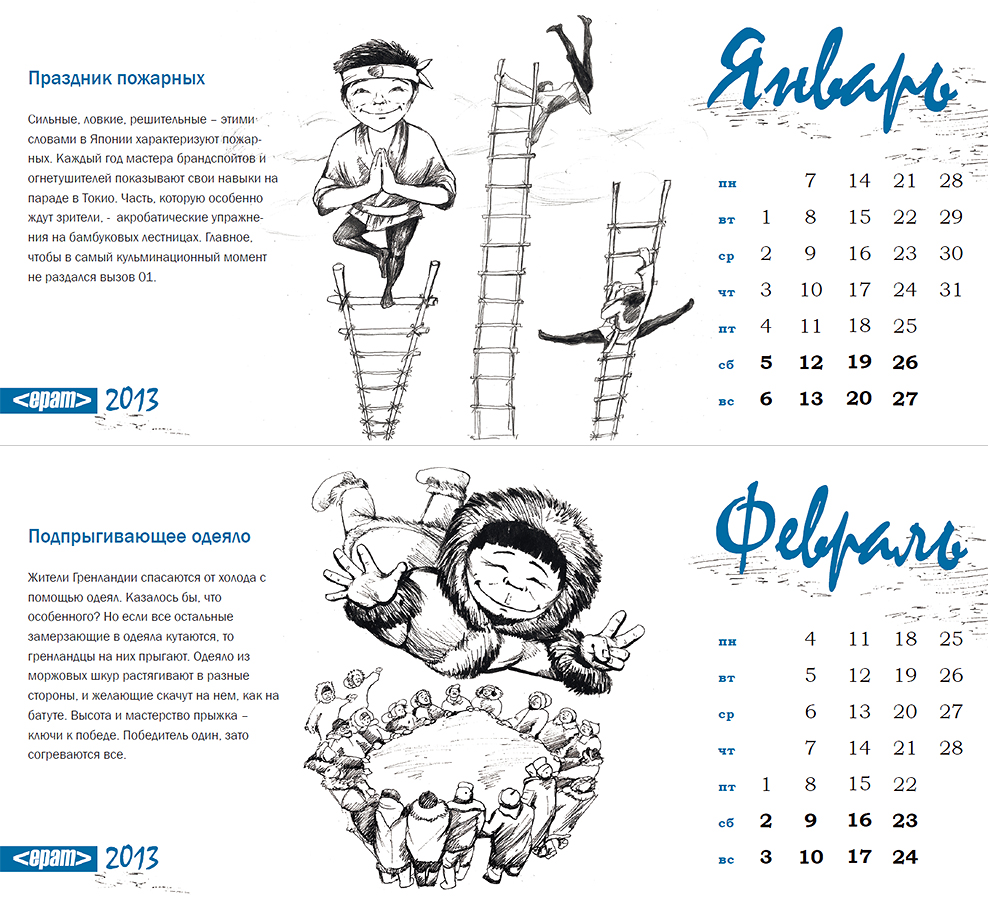 Праздник пожарных
Сильные, ловкие, решительные – этими
словами в Японии характеризуют пожар-
ных. Каждый год мастера брандспойтов и
огнетушителей показывают свои навыки на
параде в Токио. Часть, которую особенно
ждут зрители, - акробатические упражне-
ния на бамбуковых лестницах. Главное,
чтобы в самый кульминационный момент
не раздался вызов 01.
<epam> 2013
Январь
пн 7 14 21 28
вт 1 8 15 22 29
ср 2 9 16 23 30
чт 3 10 17 24 31
пт 4 11 18 25
сб 5 12 19 26
вс 6 13 20 27
Подпрыгивающее одеяло
Жители Гренландии спасаются от холода с
помощью одеял. Казалось бы, что
особенного? Но если все остальные
замерзающие в одеяла кутаются, то
гренландцы на них прыгают. Одеяло из
моржовых шкур растягивают в разные
стороны, и желающие скачут на нем, как на
батуте. Высота и мастерство прыжка –
ключи к победе. Победитель один, зато
согреваются все.
<epam> 2013
Февраль
пн 4 11 18 25
вт 5 12 19 26
ср 6 13 20 27
чт 7 14 21 28
пт 1 8 15 22
сб 2 9 16 23
вс 3 10 17 24